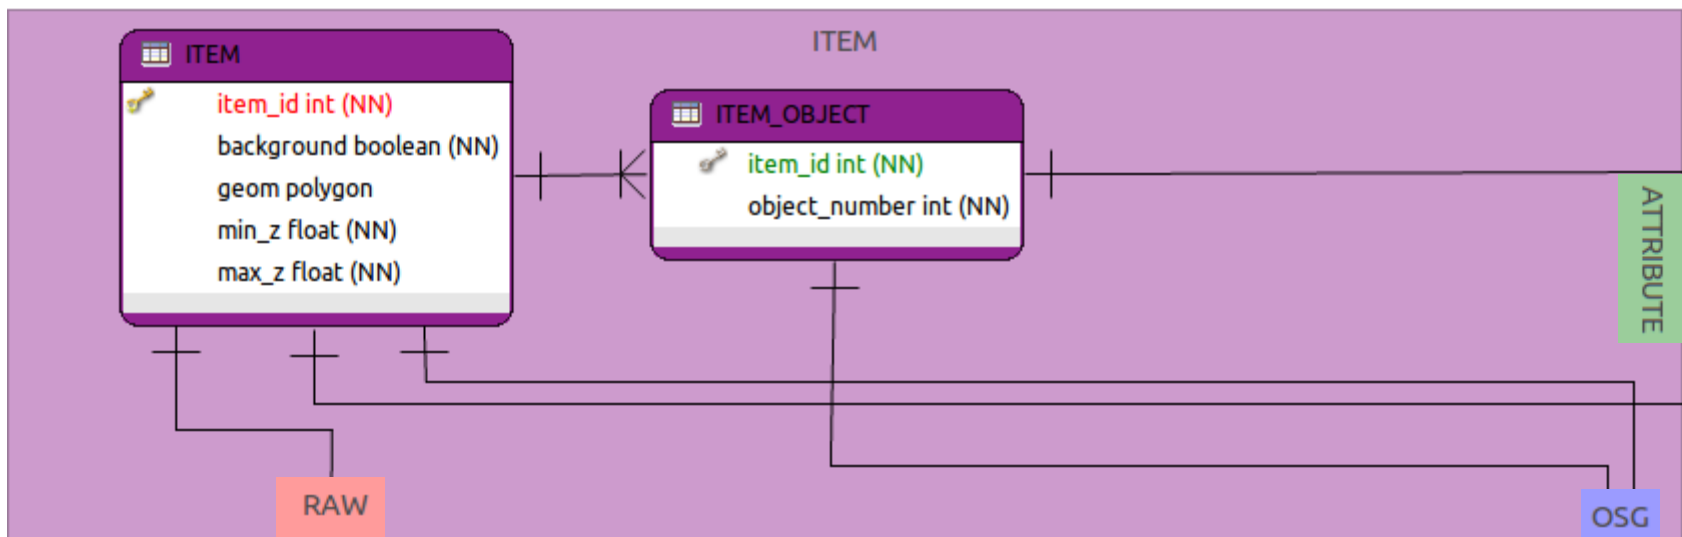 ITEM
ITEM
item_id int (NN)
background boolean (NN)
geom polygon
min_z float (NN)
max_z float (NN)
ITEM_OBJECT
item_id int (NN)
object_number int (NN)
ATTRIBUTE
RAW
OSG